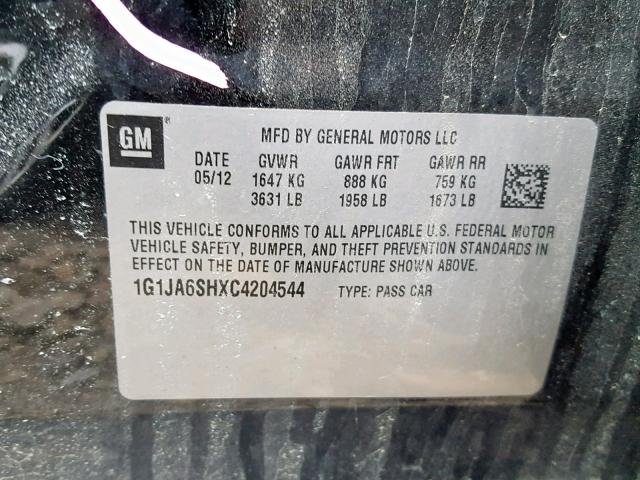 GM ®
MFD BY GENERAL MOTORS LLC
DATE GVWR GAWR FRT GAWR RR
05/12 1647 KG 888 KG 759 KG
3631 LB 1958 LB 1673 LB
THIS VEHICLE CONFORMS TO ALL APPLICABLE U.S. FEDERAL MOTOR
VEHICLE SAFETY, BUMPER, AND THEFT PREVENTION STANDARDS IN
EFFECT ON THE DATE OF MANUFACTURE SHOWN ABOVE.
1G1JA6SHXC4204544 TYPE: PASS CAR